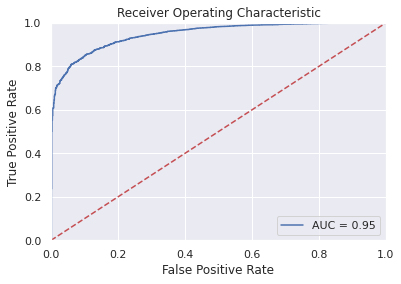 Receiver Operating Characteristic
True Positive Rate
1.0
0.8
0.6
0.4
0.2
0.0
AUC = 0.95
0.0 0.2 0.4 0.6 0.8 1.0
False Positive Rate